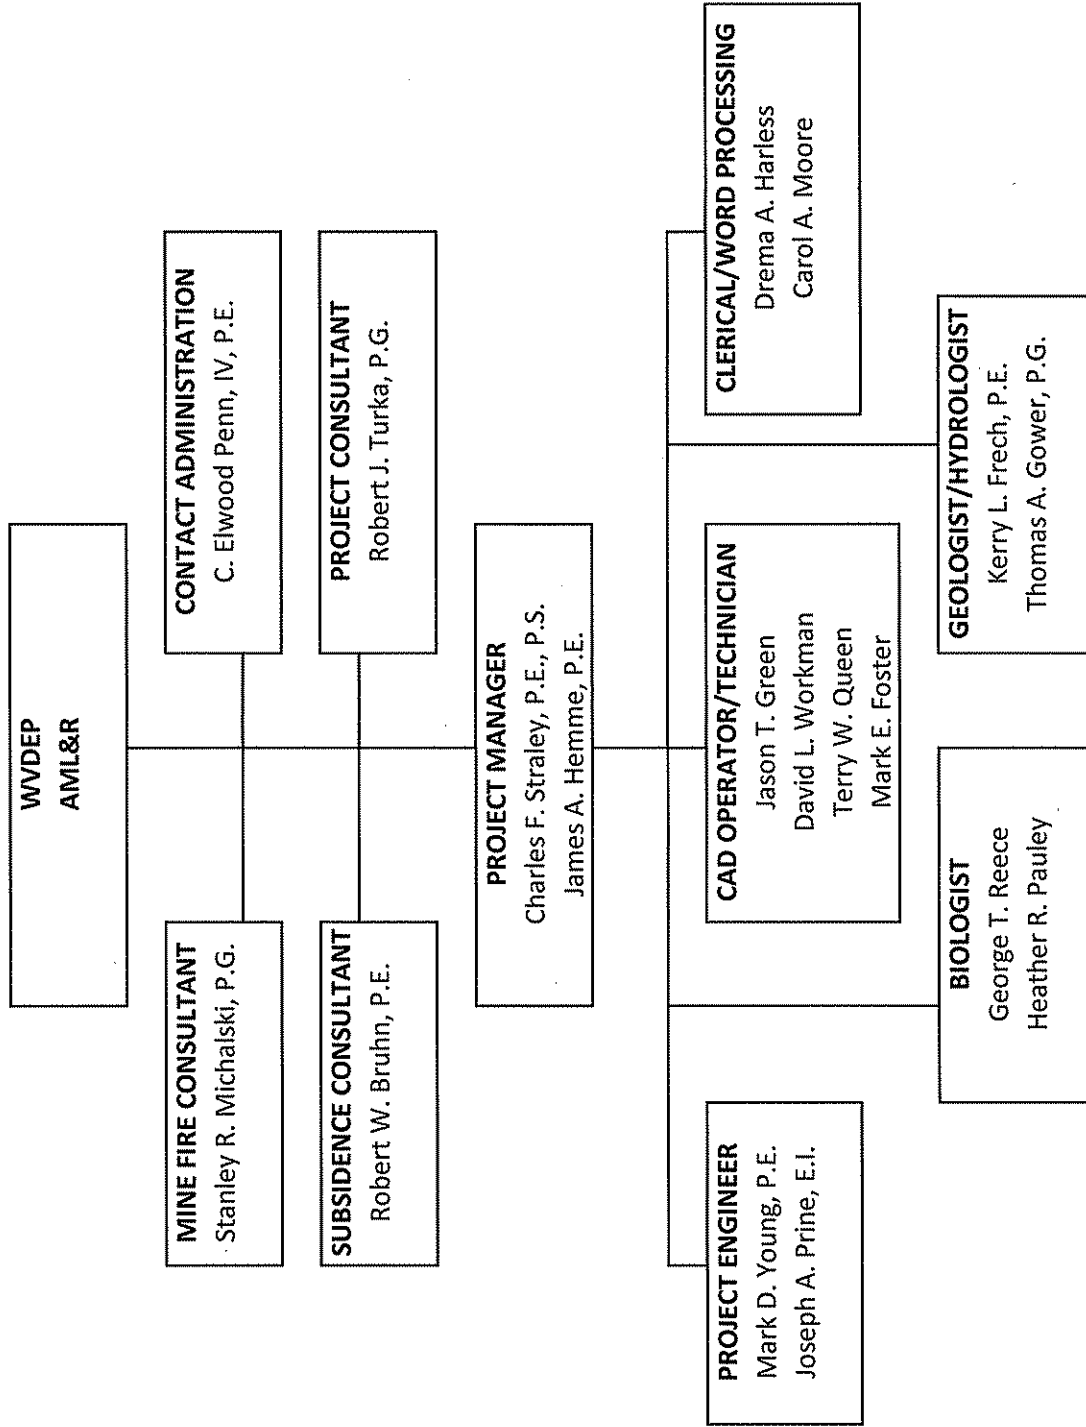 WVDEP
AML&R
MINE FIRE CONSULTANT
Stanley R. Michalski, P.G.
CONTACT ADMINISTRATION
C. Elwood Penn, IV, P.E.
SUBSIDENCE CONSULTANT
Robert W. Bruhn, P.E.
PROJECT CONSULTANT
Robert J. Turka, P.G.
PROJECT MANAGER
Charles F. Straley, P.E., P.S.
James A. Hemme, P.E.
PROJECT ENGINEER
Mark D. Young, P.E.
Joseph A. Prine, E.I.
CAD OPERATOR/TECHNICIAN
Jason T. Green
David L. Workman
Terry W. Queen
Mark E. Foster
CLERICAL/WORD PROCESSING
Drema A. Harless
Carol A. Moore
BIOLOGIST
George T. Reece
Heather R. Pauley
GEOLOGIST/HYDROLOGIST
Kerry L. Frech, P.E.
Thomas A. Gower, P.G.